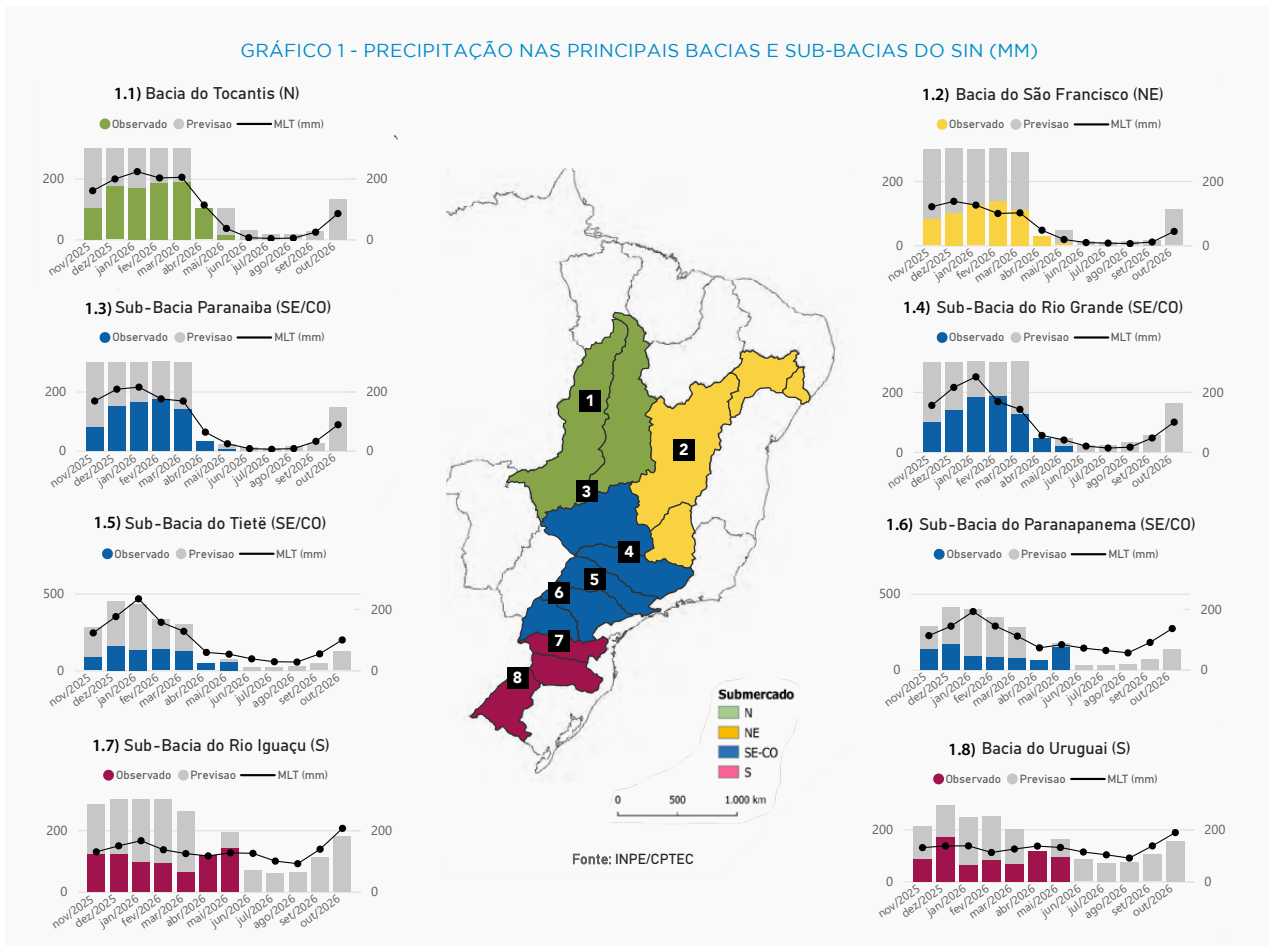 GRÁFICO 1 - PRECIPITAÇÃO NAS PRINCIPAIS BACIAS E SUB-BACIAS DO SIN (MM)
1.1) Bacia do Tocantis (N)
Observado Previsao MLT (mm)
200 200
0 0
nov/2025 dez/2025 jan/2026 fev/2026 mar/2026 abr/2026 mai/2026 jun/2026 jul/2026 ago/2026 set/2026 out/2026
1.2) Bacia do São Francisco (NE)
Observado Previsao MLT (mm)
200 200
0 0
nov/2025 dez/2025 jan/2026 fev/2026 mar/2026 abr/2026 mai/2026 jun/2026 jul/2026 ago/2026 set/2026 out/2026
1.3) Sub-Bacia Paranaiba (SE/CO)
Observado Previsao MLT (mm)
200 200
0 0
nov/2025 dez/2025 jan/2026 fev/2026 mar/2026 abr/2026 mai/2026 jun/2026 jul/2026 ago/2026 set/2026 out/2026
1.4) Sub-Bacia do Rio Grande (SE/CO)
Observado Previsao MLT (mm)
200 200
0 0
nov/2025 dez/2025 jan/2026 fev/2026 mar/2026 abr/2026 mai/2026 jun/2026 jul/2026 ago/2026 set/2026 out/2026
1.5) Sub-Bacia do Tietë (SE/CO)
Observado Previsao MLT (mm)
500 200
0 0
nov/2025 dez/2025 jan/2026 fev/2026 mar/2026 abr/2026 mai/2026 jun/2026 jul/2026 ago/2026 set/2026 out/2026
1.6) Sub-Bacia do Paranapanema (SE/CO)
Observado Previsao MLT (mm)
500 200
0 0
nov/2025 dez/2025 jan/2026 fev/2026 mar/2026 abr/2026 mai/2026 jun/2026 jul/2026 ago/2026 set/2026 out/2026
1.7) Sub-Bacia do Rio Iguaçu (S)
Observado Previsao MLT (mm)
200 200
0 0
nov/2025 dez/2025 jan/2026 fev/2026 mar/2026 abr/2026 mai/2026 jun/2026 jul/2026 ago/2026 set/2026 out/2026
1.8) Bacia do Uruguai (S)
Observado Previsao MLT (mm)
200 200
0 0
nov/2025 dez/2025 jan/2026 fev/2026 mar/2026 abr/2026 mai/2026 jun/2026 jul/2026 ago/2026 set/2026 out/2026
1
2
3
4
5
6
7
8
Submercado
N
NE
SE-CO
S
0 500 1.000 km
Fonte: INPE/CPTEC